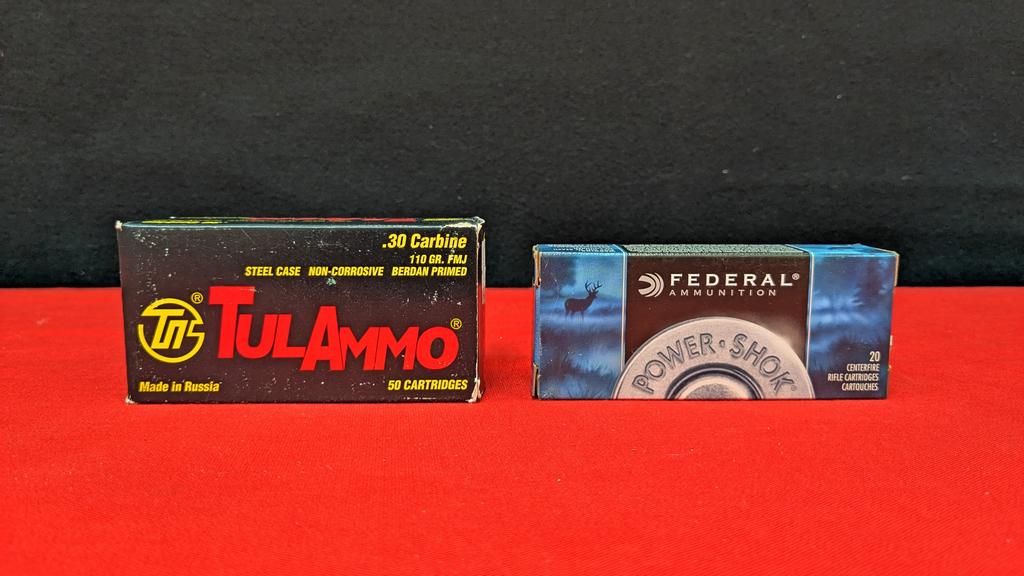 .30 Carbine
110 GR. FMJ
STEEL CASE NON-CORROSIVE BERDAN PRIMED
TULAMMO®
Made in Russia
50 CARTRIDGES
FEDERAL®
AMMUNITION
POWER•SHOK
20
CENTERFIRE
RIFLE CARTRIDGES
CARTOUCHES